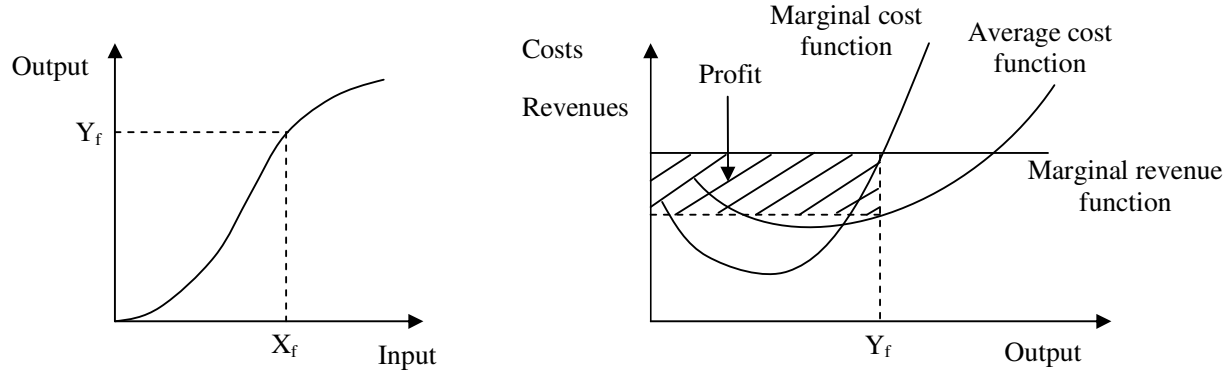 Output
Y_f
X_f
Input
Costs
Revenues
Profit
Marginal cost
function
Average cost
function
Marginal revenue
function
Y_f
Output